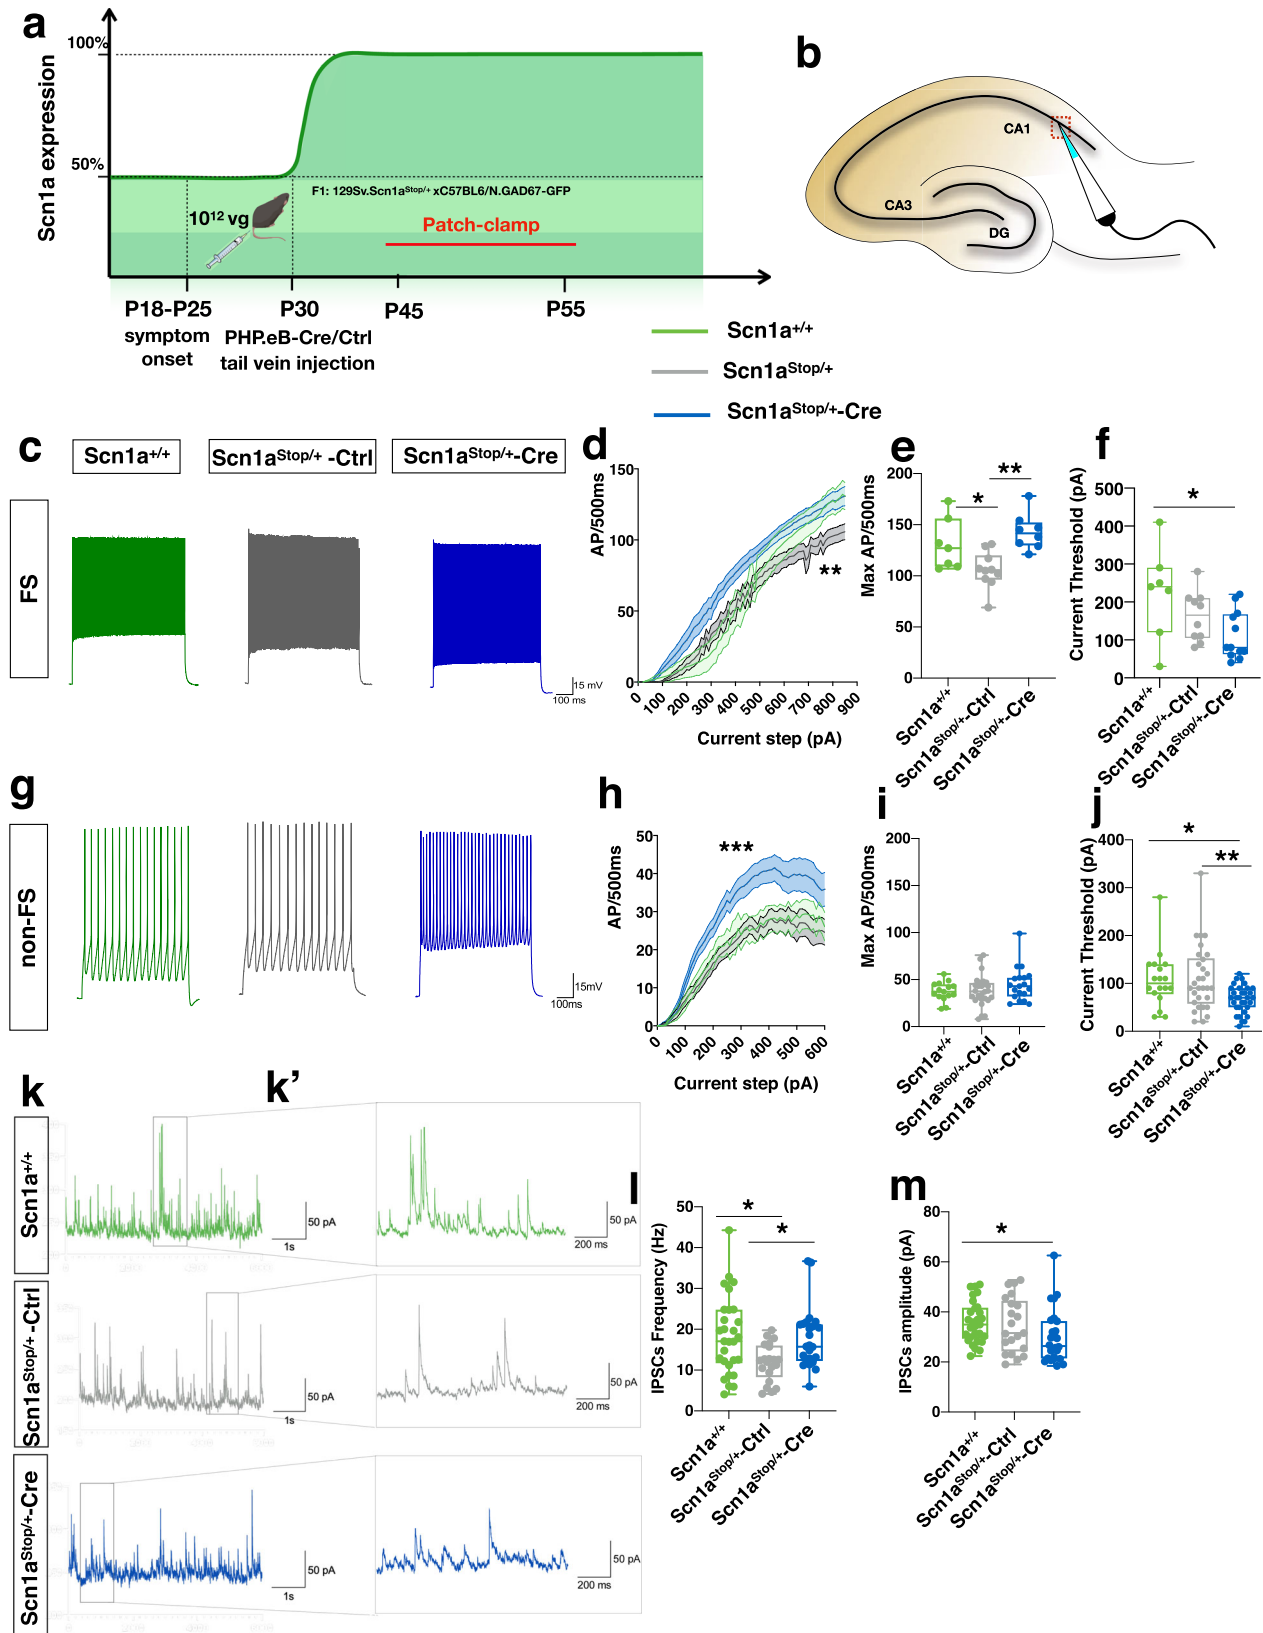 a
100%
50%
Scn1a expression
F1: 129Sv.Scn1aStop/+ xC57BL6/N.GAD67-GFP
10¹² vg
Patch-clamp
P18-P25
symptom
onset
P30
PHP.eB-Cre/Ctrl
tail vein injection
P45
P55
b
CA1
CA3
DG
Scn1a+/+
Scn1aStop/+
Scn1aStop/+-Cre
c
Scn1a+/+
Scn1aStop/+ -Ctrl
Scn1aStop/+-Cre
FS
15 mV
100 ms
d
AP/500ms
150
100
50
0
0 100 200 300 400 500 600 700 800 900
Current step (pA)
**
e
Max AP/500ms
200
150
100
50
0
*
**
Scn1a+/+
Scn1aStop/+-Ctrl
Scn1aStop/+-Cre
f
Current Threshold (pA)
500
400
300
200
100
0
*
Scn1a+/+
Scn1aStop/+-Ctrl
Scn1aStop/+-Cre
g
non-FS
15mV
100ms
h
AP/500ms
50
40
30
20
10
0
***
0 100 200 300 400 500 600
Current step (pA)
i
Max AP/500ms
200
150
100
50
0
Scn1a+/+
Scn1aStop/+-Ctrl
Scn1aStop/+-Cre
j
Current Threshold (pA)
400
300
200
100
0
*
**
Scn1a+/+
Scn1aStop/+-Ctrl
Scn1aStop/+-Cre
k
k’
Scn1a+/+
50 pA
1s
50 pA
200 ms
Scn1aStop/+-Ctrl
50 pA
1s
50 pA
200 ms
Scn1aStop/+-Cre
50 pA
1s
50 pA
200 ms
l
IPSCs Frequency (Hz)
50
40
30
20
10
0
*
*
Scn1a+/+
Scn1aStop/+-Ctrl
Scn1aStop/+-Cre
m
IPSCs amplitude (pA)
80
60
40
20
0
*
Scn1a+/+
Scn1aStop/+-Ctrl
Scn1aStop/+-Cre